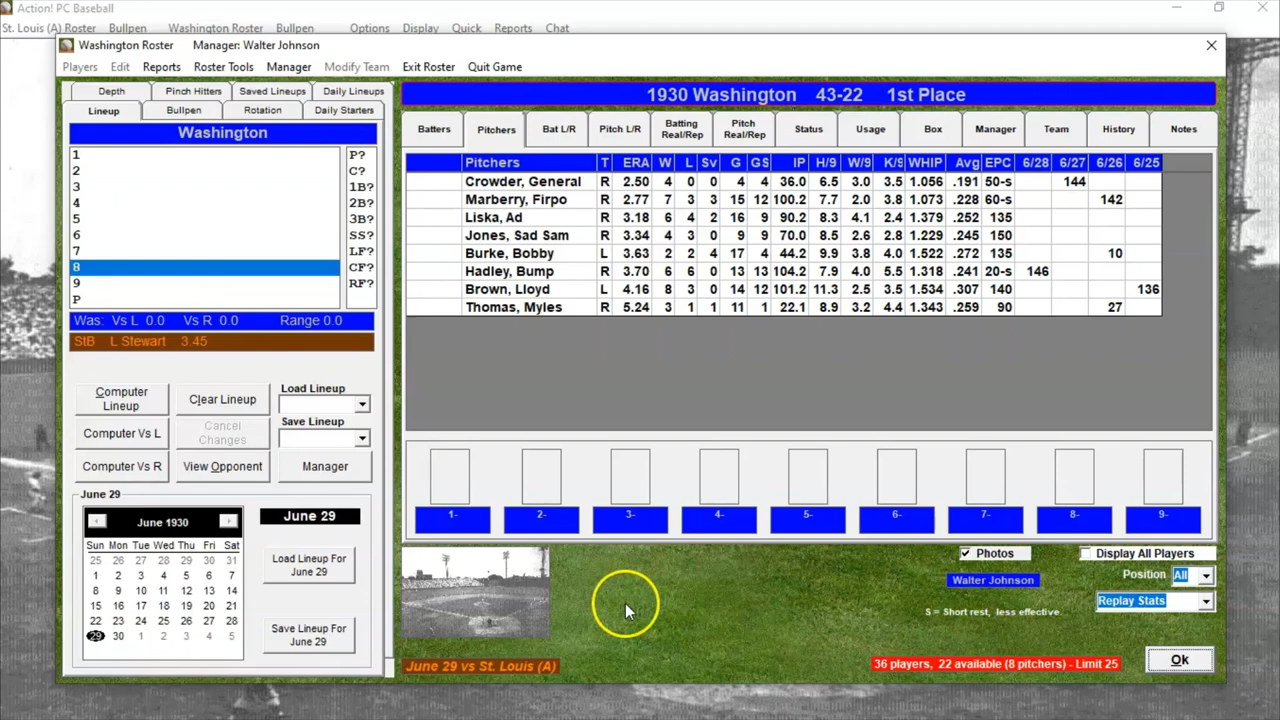 Action! PC Baseball
St. Louis (A) Roster Bullpen Washington Roster Bullpen Options Display Quick Reports Chat
Washington Roster Manager: Walter Johnson
Players Edit Reports Roster Tools Manager Modify Team Exit Roster Quit Game
Depth Pinch Hitters Saved Lineups Daily Lineups
Lineup Bullpen Rotation Daily Starters
Washington
1 P?
2 C?
3 1B?
4 2B?
5 3B?
6 SS?
7 LF?
8 CF?
9 RF?
P
Was: Vs L 0.0 Vs R 0.0 Range 0.0
StB L Stewart 3.45
Computer Lineup Clear Lineup Load Lineup
Computer Vs L Cancel Changes Save Lineup
Computer Vs R View Opponent Manager
June 29
June 1930 June 29
Sun Mon Tue Wed Thu Fri Sat
25 26 27 28 29 30 31
1 2 3 4 5 6 7
8 9 10 11 12 13 14
15 16 17 18 19 20 21
22 23 24 25 26 27 28
29 30 1 2 3 4 5
Load Lineup For June 29
Save Lineup For June 29
1930 Washington 43-22 1st Place
Batters Pitchers Bat L/R Pitch L/R Batting Real/Rep Pitch Real/Rep Status Usage Box Manager Team History Notes
Pitchers T ERA W L Sv G GS IP H/9 W/9 K/9 WHIP Avg EPC 6/28 6/27 6/26 6/25
Crowder, General R 2.50 4 0 0 4 4 36.0 6.5 3.0 3.5 1.056 .191 50-s 144
Marberry, Firpo R 2.77 7 3 3 15 12 100.2 7.7 2.0 3.8 1.073 .228 60-s 142
Liska, Ad R 3.18 6 4 2 16 9 90.2 8.3 4.1 2.4 1.379 .252 135
Jones, Sad Sam R 3.34 4 3 0 9 9 70.0 8.5 2.6 2.8 1.229 .245 150
Burke, Bobby L 3.63 2 2 4 17 4 44.2 9.9 3.8 4.0 1.522 .272 135 10
Hadley, Bump R 3.70 6 6 0 13 13 104.2 7.9 4.0 5.5 1.318 .241 20-s 146
Brown, Lloyd L 4.16 8 3 0 14 12 101.2 11.3 2.5 3.5 1.534 .307 140 136
Thomas, Myles R 5.24 3 1 1 11 1 22.1 8.9 3.2 4.4 1.343 .259 90 27
1- 2- 3- 4- 5- 6- 7- 8- 9-
Photos Display All Players
Walter Johnson Position All
S = Short rest, less effective. Replay Stats
June 29 vs St. Louis (A) 36 players, 22 available (8 pitchers) - Limit 25 Ok